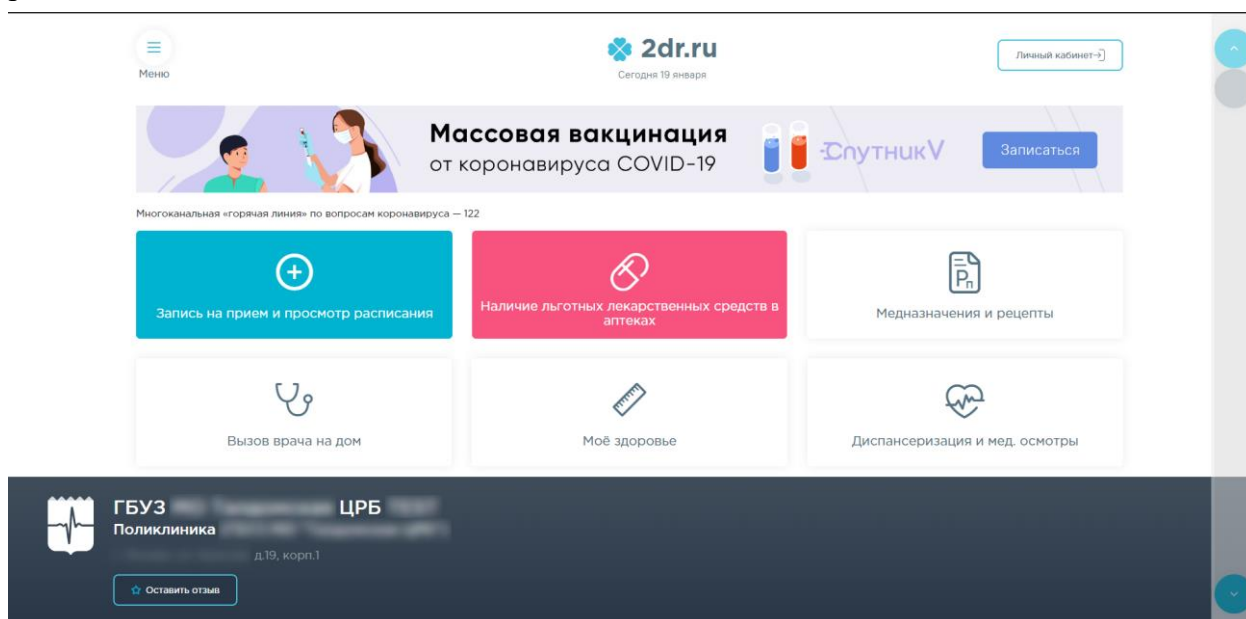 2dr.ru
Меню
Сегодня 19 января
Личный кабинет
Массовая вакцинация
от коронавируса COVID-19
Спутник V
Записаться
Многоканальная «горячая линия» по вопросам коронавируса — 122
Запись на прием и просмотр расписания
Наличие льготных лекарственных средств в
аптеках
Rп
Медназначения и рецепты
Вызов врача на дом
Моё здоровье
Диспансеризация и мед. осмотры
ГБУЗ ЦРБ
Поликлиника
д.19, корп.1
Оставить отзыв